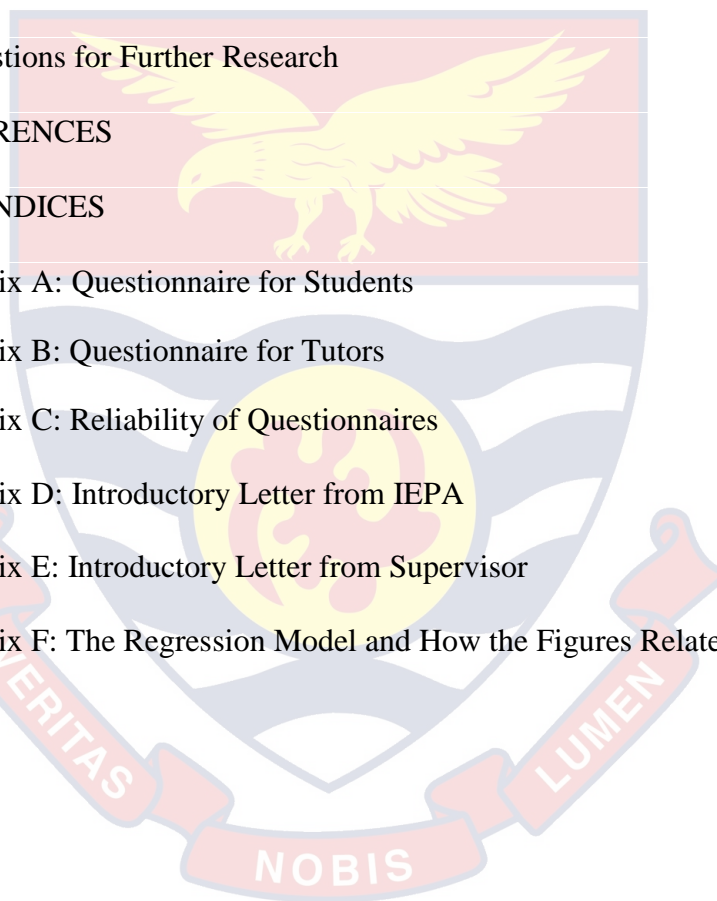 stions for Further Research
RENCES
NDICES
ix A: Questionnaire for Students
ix B: Questionnaire for Tutors
ix C: Reliability of Questionnaires
ix D: Introductory Letter from IEPA
ix E: Introductory Letter from Supervisor
ix F: The Regression Model and How the Figures Relate
VERITAS
NOBIS
LUMEN